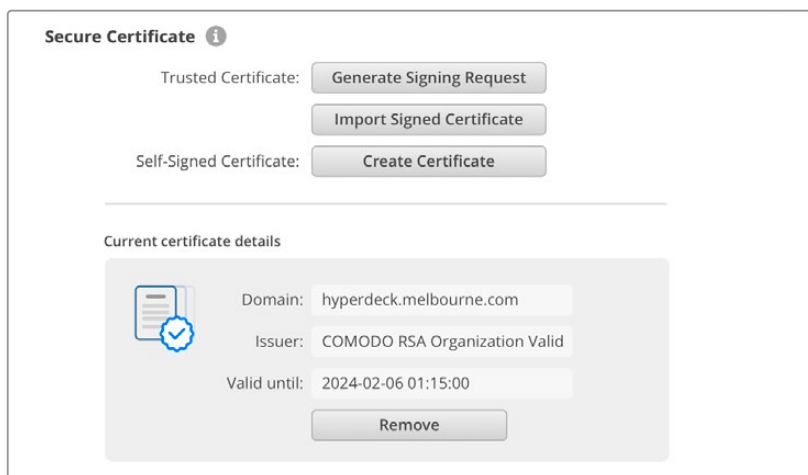 Secure Certificate i
Trusted Certificate: Generate Signing Request
Import Signed Certificate
Self-Signed Certificate: Create Certificate
Current certificate details
Domain: hyperdeck.melbourne.com
Issuer: COMODO RSA Organization Valid
Valid until: 2024-02-06 01:15:00
Remove